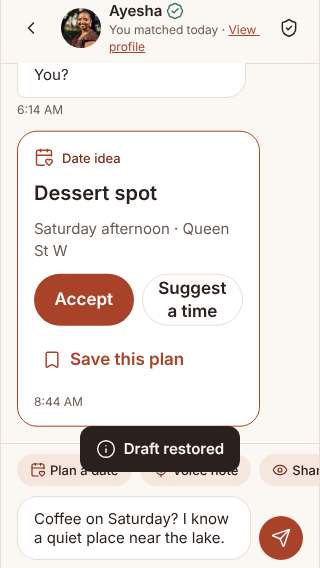 Ayesha
You matched today · View
profile
You?
6:14 AM
Date idea
Dessert spot
Saturday afternoon · Queen
St W
Accept
Suggest
a time
Save this plan
8:44 AM
Draft restored
Plan a date
Voice note
Coffee on Saturday? I know
a quiet place near the lake.